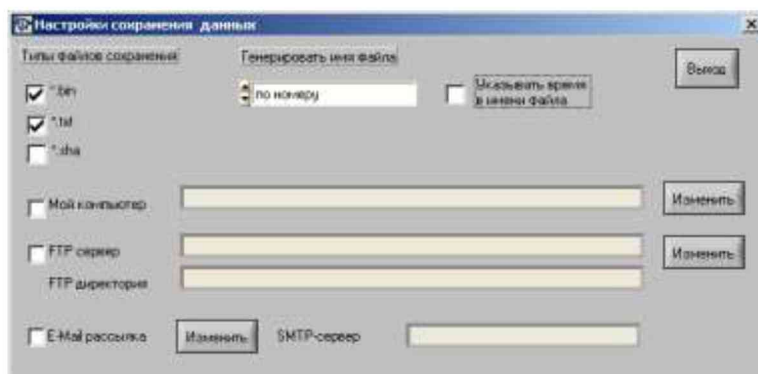 Настройки сохранения данных
Типы файлов сохранения
Генерировать имя файла
Выход
*.bin
по номеру
Указывать время
в имени файла
*.txt
*.sha
Мой компьютер
Изменить
FTP сервер
Изменить
FTP директория
E-Mail рассылка
Изменить
SMTP-сервер